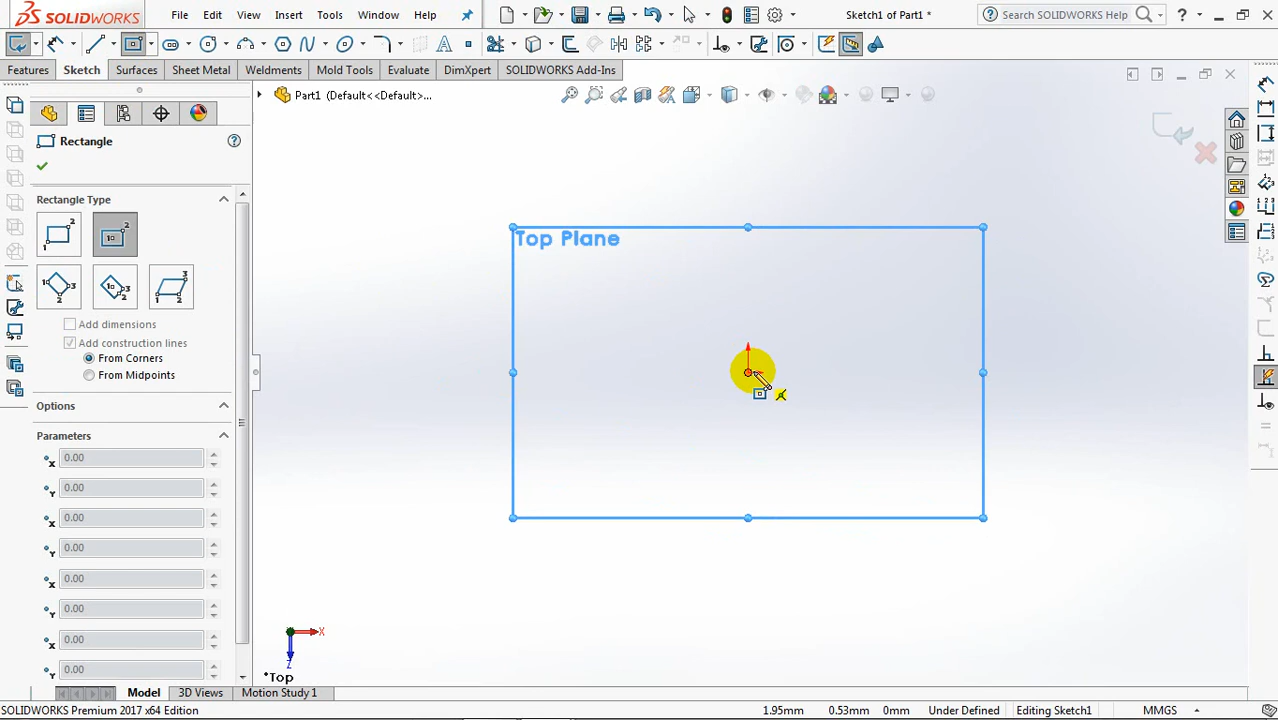 SOLIDWORKS File Edit View Insert Tools Window Help Sketch1 of Part1 * Search SOLIDWORKS Help ?
Features Sketch Surfaces Sheet Metal Weldments Mold Tools Evaluate DimXpert SOLIDWORKS Add-Ins
Part1 (Default<<Default>...
Rectangle
Rectangle Type
Add dimensions
Add construction lines
From Corners
From Midpoints
Options
Parameters
X 0.00
Y 0.00
X 0.00
Y 0.00
X 0.00
Y 0.00
X 0.00
Y 0.00
Top Plane
X
Z
*Top
Model 3D Views Motion Study 1
SOLIDWORKS Premium 2017 x64 Edition 1.95mm 0.53mm 0mm Under Defined Editing Sketch1 MMGS